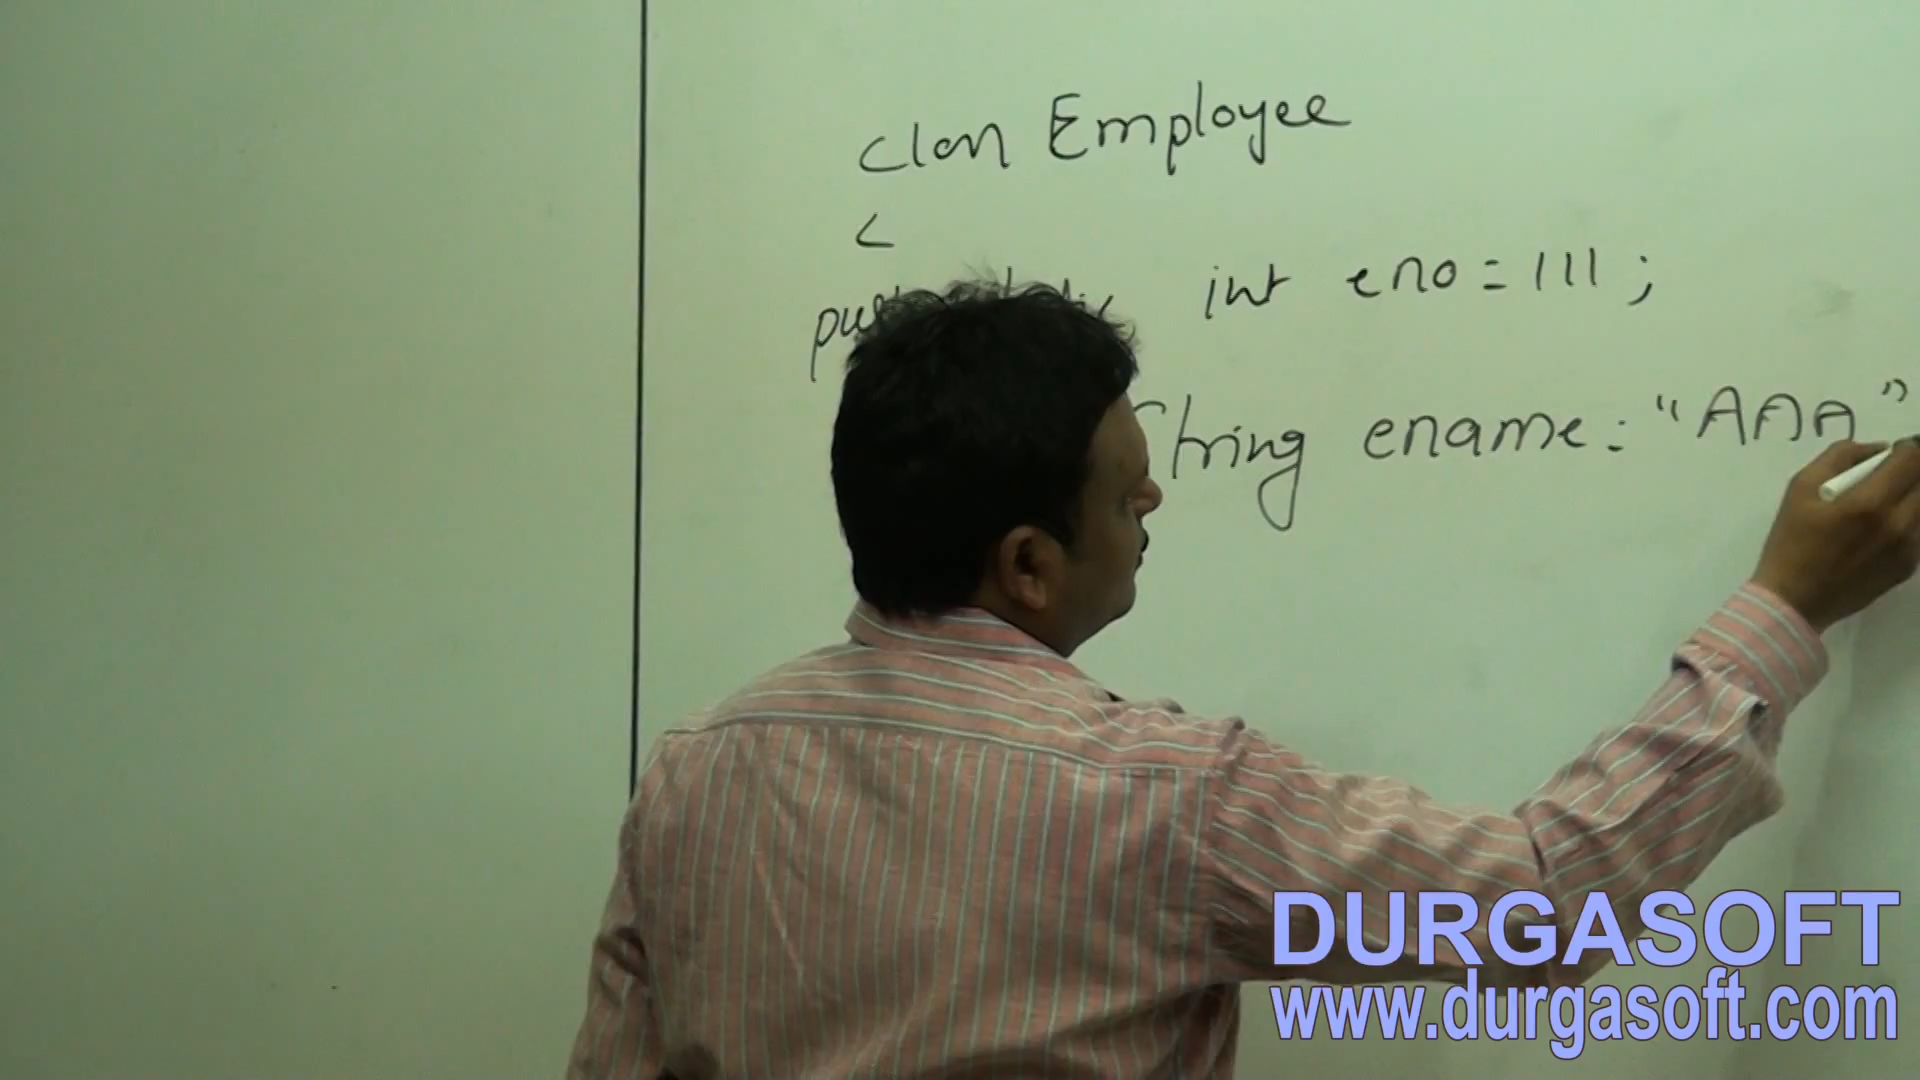 class Employee
{
int eno = 111 ;
String ename = "AAA"
DURGASOFT
www.durgasoft.com